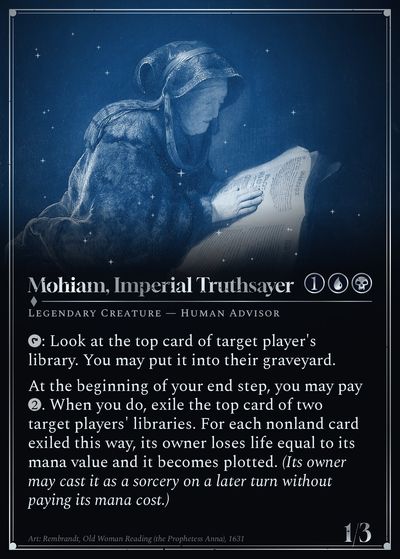 Mohiam, Imperial Truthsayer 1
Legendary Creature — Human Advisor
: Look at the top card of target player's
library. You may put it into their graveyard.
At the beginning of your end step, you may pay
2. When you do, exile the top card of two
target players' libraries. For each nonland card
exiled this way, its owner loses life equal to its
mana value and it becomes plotted. (Its owner
may cast it as a sorcery on a later turn without
paying its mana cost.)
Art: Rembrandt, Old Woman Reading (the Prophetess Anna), 1631
1/3